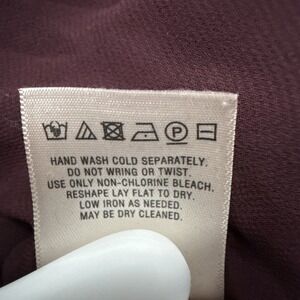 HAND WASH COLD SEPARATELY.
DO NOT WRING OR TWIST.
USE ONLY NON-CHLORINE BLEACH.
RESHAPE LAY FLAT TO DRY.
LOW IRON AS NEEDED.
MAY BE DRY CLEANED.